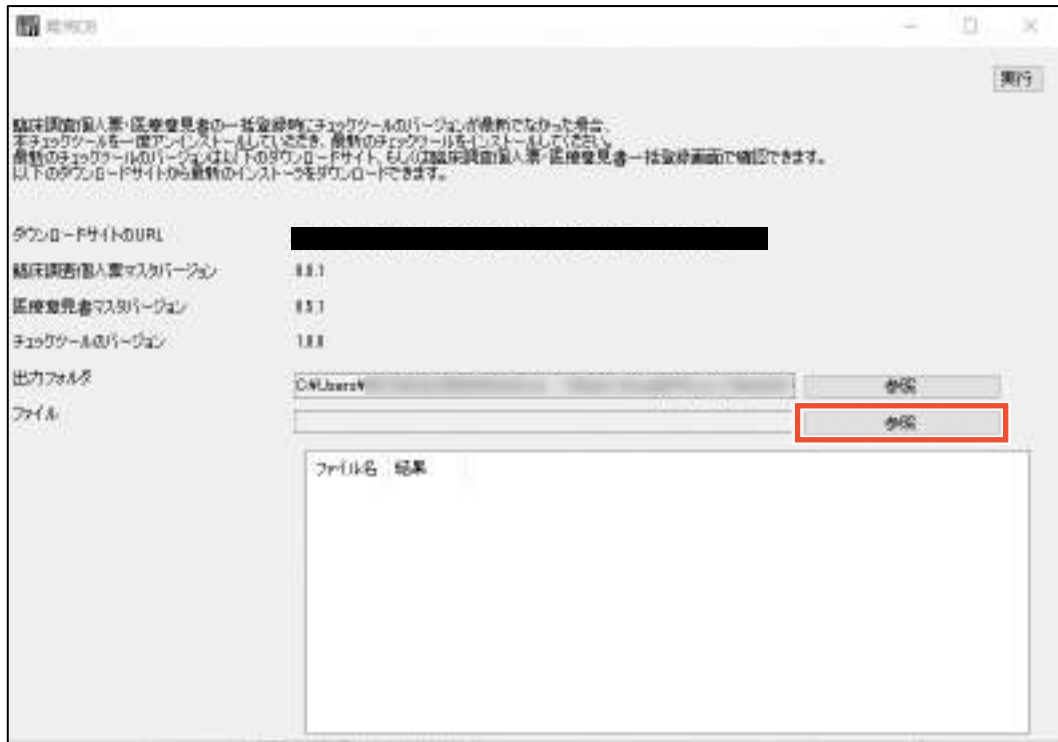 難病DB
実行
臨床調査個人票・医療意見書の一括登録時にチェックツールのバージョンが最新でなかった場合、
本チェックツールを一度アンインストールしていただき、最新のチェックツールをインストールしてください。
最新のチェックツールのバージョンは以下のダウンロードサイト、もしくは臨床調査個人票・医療意見書一括登録画面で確認できます。
以下のダウンロードサイトから最新のインストーラをダウンロードできます。
ダウンロードサイトのURL
臨床調査個人票マスタバージョン
医療意見書マスタバージョン
チェックツールのバージョン
出力フォルダ C:¥Users¥ 参照
ファイル 参照
ファイル名 結果